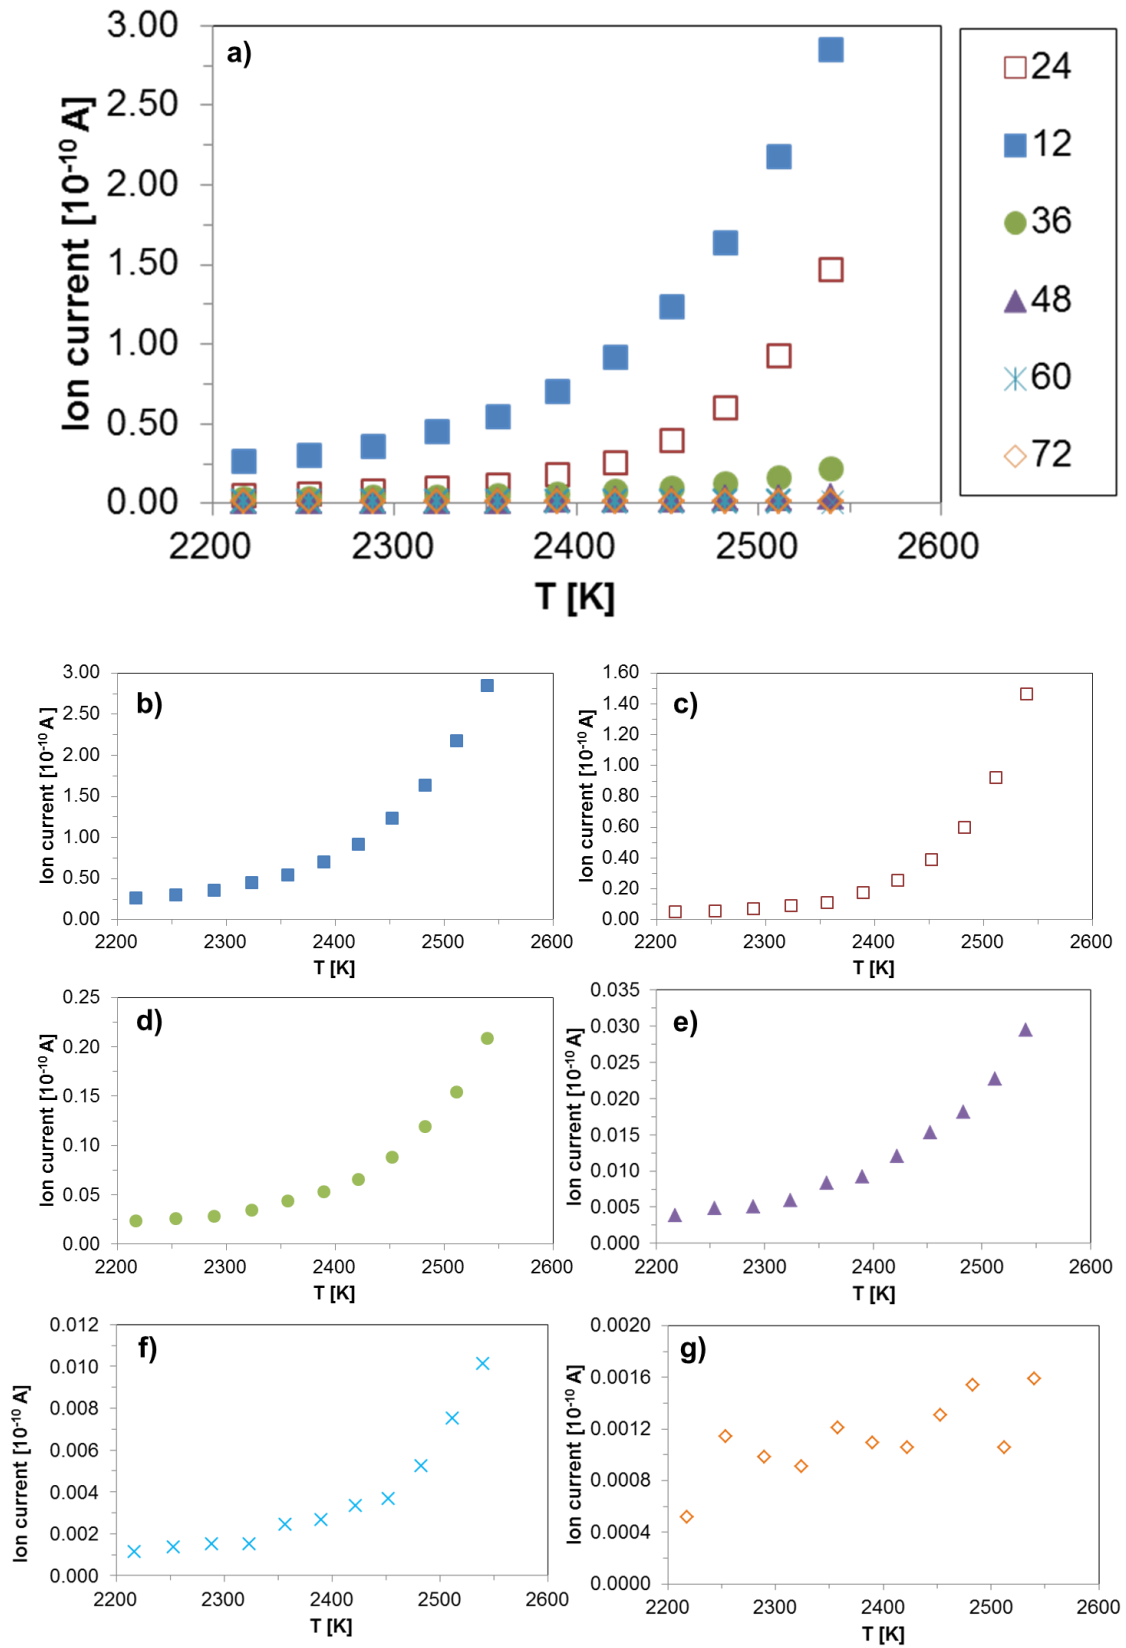 a)
Ion current [10-10 A]
3.00
2.50
2.00
1.50
1.00
0.50
0.00
2200 2300 2400 2500 2600
T [K]
24
12
36
48
60
72
b)
Ion current [10-10 A]
3.00
2.50
2.00
1.50
1.00
0.50
0.00
2200 2300 2400 2500 2600
T [K]
c)
Ion current [10-10 A]
1.60
1.40
1.20
1.00
0.80
0.60
0.40
0.20
0.00
2200 2300 2400 2500 2600
T [K]
d)
Ion current [10-10 A]
0.25
0.20
0.15
0.10
0.05
0.00
2200 2300 2400 2500 2600
T [K]
e)
Ion current [10-10 A]
0.035
0.030
0.025
0.020
0.015
0.010
0.005
0.000
2200 2300 2400 2500 2600
T [K]
f)
Ion current [10-10 A]
0.012
0.010
0.008
0.006
0.004
0.002
0.000
2200 2300 2400 2500 2600
T [K]
g)
Ion current [10-10 A]
0.0020
0.0016
0.0012
0.0008
0.0004
0.0000
2200 2300 2400 2500 2600
T [K]